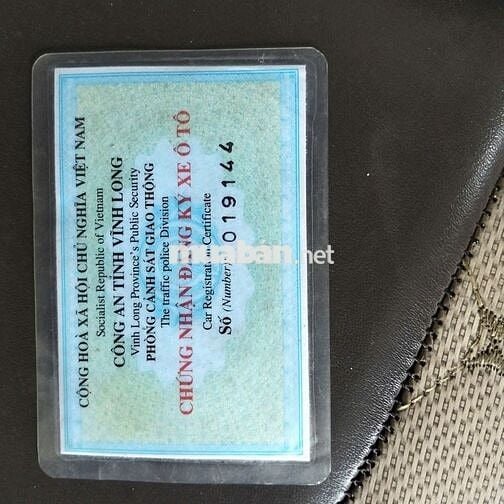 CỘNG HOÀ XÃ HỘI CHỦ NGHĨA VIỆT NAM
Socialist Republic of Vietnam
CÔNG AN TỈNH VĨNH LONG
Vinh Long Province's Public Security
PHÒNG CẢNH SÁT GIAO THÔNG
The traffic police Division
CHỨNG NHẬN ĐĂNG KÝ XE Ô TÔ
Car Registration Certificate
Số (Number) 019144
muaban.net